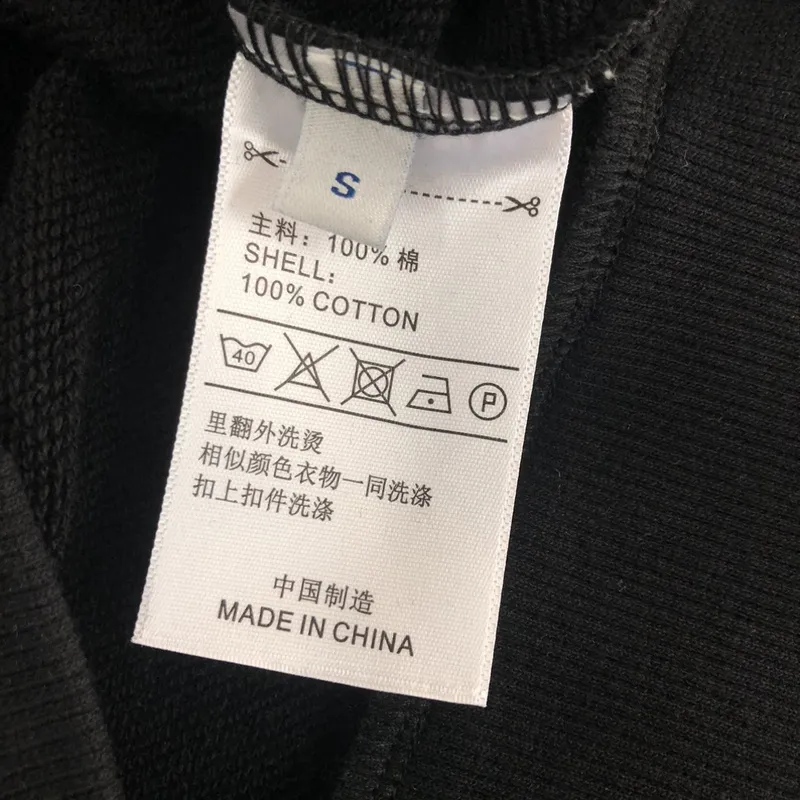 S
主料：100% 棉
SHELL:
100% COTTON
40
P
里翻外洗烫
相似颜色衣物一同洗涤
扣上扣件洗涤
中国制造
MADE IN CHINA